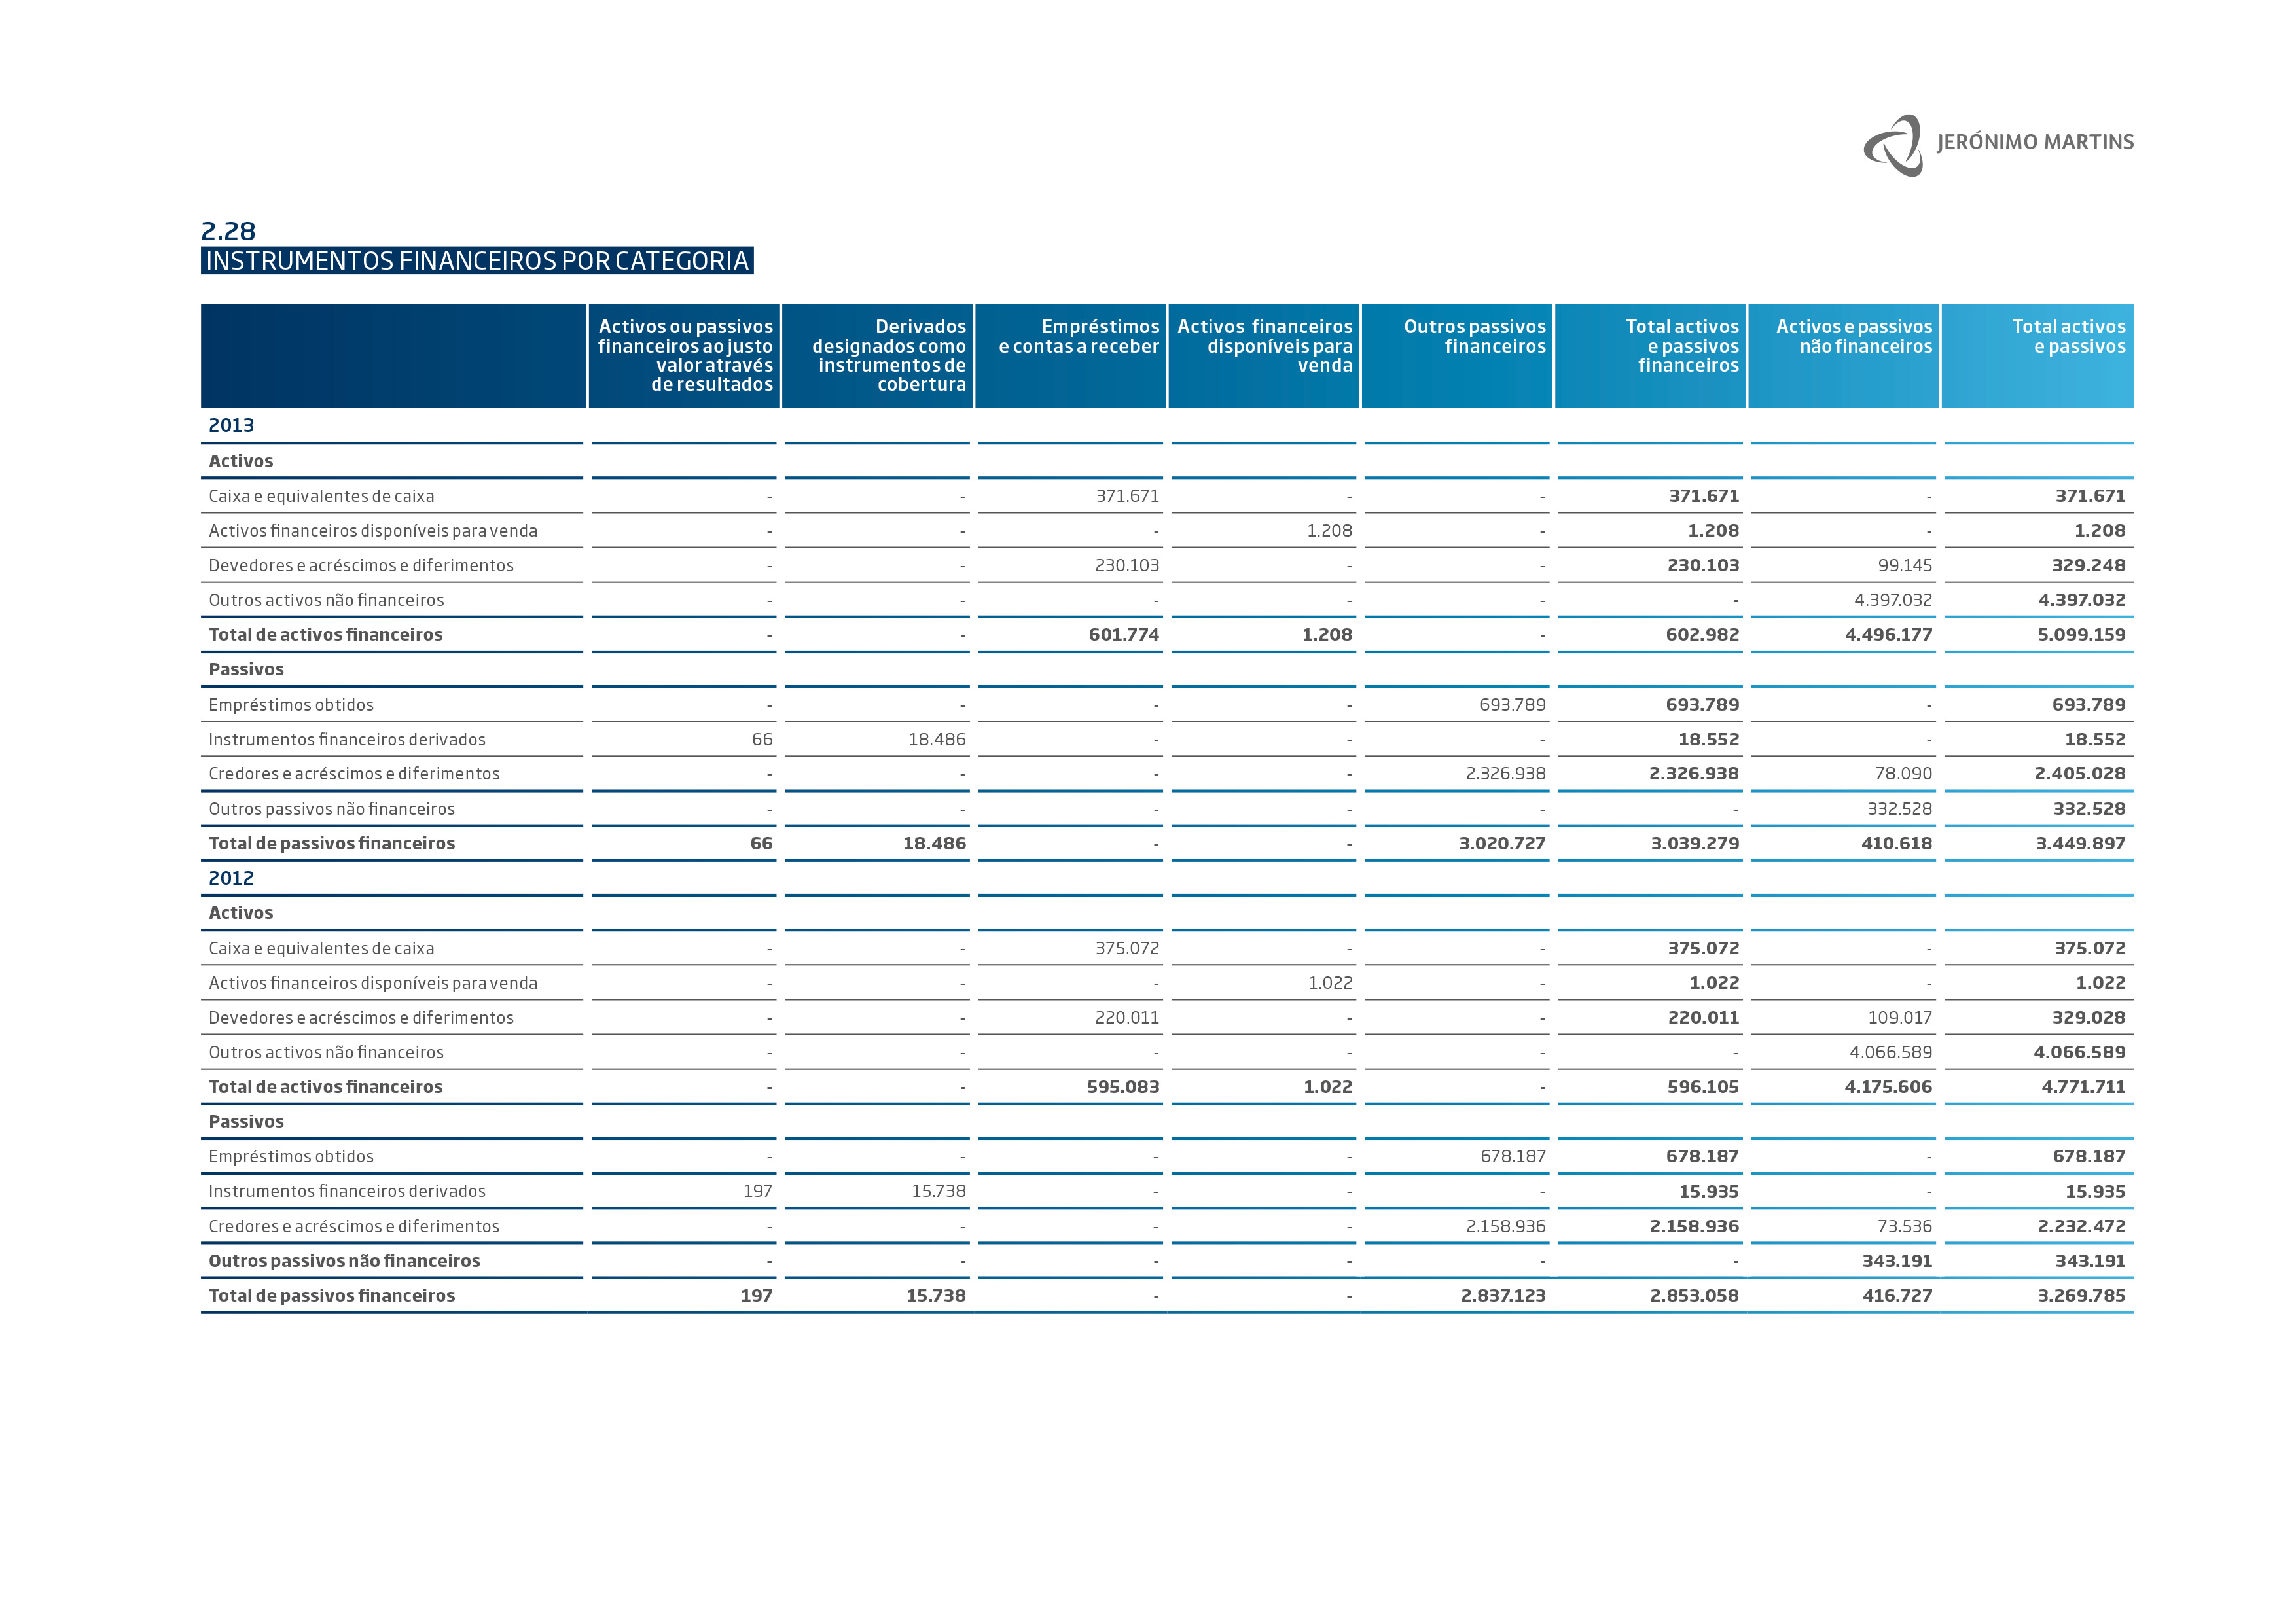 JERÓNIMO MARTINS
2.28
INSTRUMENTOS FINANCEIROS POR CATEGORIA
Activos ou passivos financeiros ao justo valor através de resultados | Derivados designados como instrumentos de cobertura | Empréstimos e contas a receber | Activos financeiros disponíveis para venda | Outros passivos financeiros | Total activos e passivos financeiros | Activos e passivos não financeiros | Total activos e passivos
2013
Activos
Caixa e equivalentes de caixa - - 371.671 - - 371.671 - 371.671
Activos financeiros disponíveis para venda - - - 1.208 - 1.208 - 1.208
Devedores e acréscimos e diferimentos - - 230.103 - - 230.103 99.145 329.248
Outros activos não financeiros - - - - - - 4.397.032 4.397.032
Total de activos financeiros - - 601.774 1.208 - 602.982 4.496.177 5.099.159
Passivos
Empréstimos obtidos - - - - 693.789 693.789 - 693.789
Instrumentos financeiros derivados 66 18.486 - - - 18.552 - 18.552
Credores e acréscimos e diferimentos - - - - 2.326.938 2.326.938 78.090 2.405.028
Outros passivos não financeiros - - - - - - 332.528 332.528
Total de passivos financeiros 66 18.486 - - 3.020.727 3.039.279 410.618 3.449.897
2012
Activos
Caixa e equivalentes de caixa - - 375.072 - - 375.072 - 375.072
Activos financeiros disponíveis para venda - - - 1.022 - 1.022 - 1.022
Devedores e acréscimos e diferimentos - - 220.011 - - 220.011 109.017 329.028
Outros activos não financeiros - - - - - - 4.066.589 4.066.589
Total de activos financeiros - - 595.083 1.022 - 596.105 4.175.606 4.771.711
Passivos
Empréstimos obtidos - - - - 678.187 678.187 - 678.187
Instrumentos financeiros derivados 197 15.738 - - - 15.935 - 15.935
Credores e acréscimos e diferimentos - - - - 2.158.936 2.158.936 73.536 2.232.472
Outros passivos não financeiros - - - - - - 343.191 343.191
Total de passivos financeiros 197 15.738 - - 2.837.123 2.853.058 416.727 3.269.785